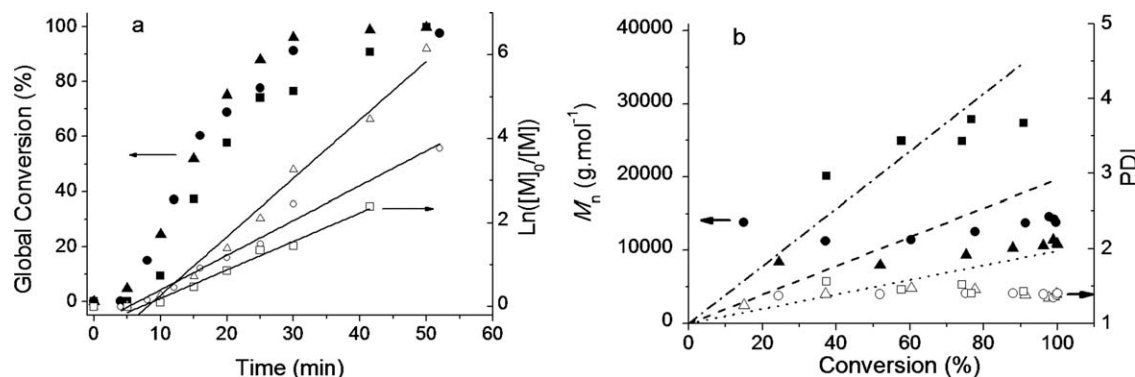 a
100
80
60
40
20
0
Global Conversion (%)
0 10 20 30 40 50 60
Time (min)
6
4
2
0
Ln([M]₀/[M])
b
40000
30000
20000
10000
0
Mₙ (g.mol⁻¹)
0 20 40 60 80 100
Conversion (%)
5
4
3
2
1
PDI